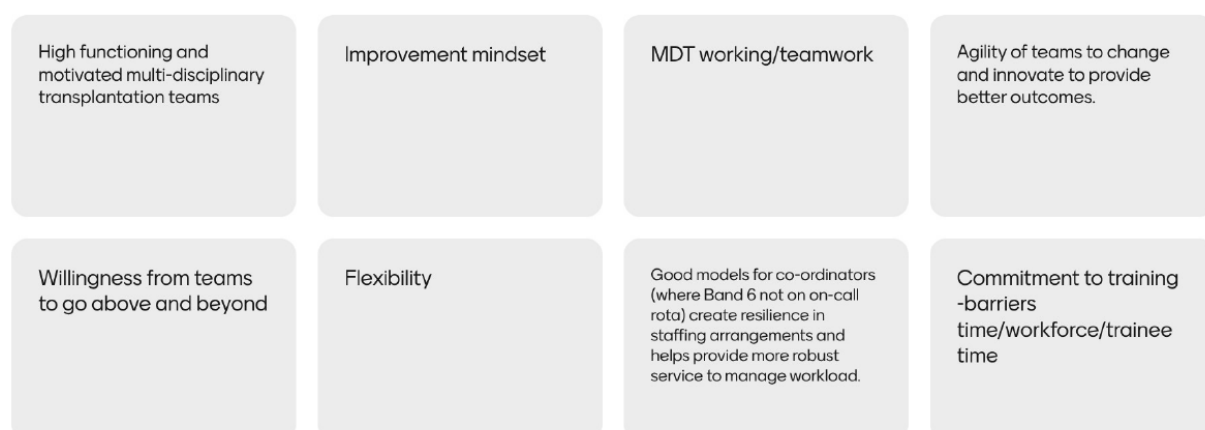 High functioning and
motivated multi-disciplinary
transplantation teams
Improvement mindset
MDT working/teamwork
Agility of teams to change
and innovate to provide
better outcomes.
Willingness from teams
to go above and beyond
Flexibility
Good models for co-ordinators
(where Band 6 not on on-call
rota) create resilience in
staffing arrangements and
helps provide more robust
service to manage workload.
Commitment to training
-barriers
time/workforce/trainee
time